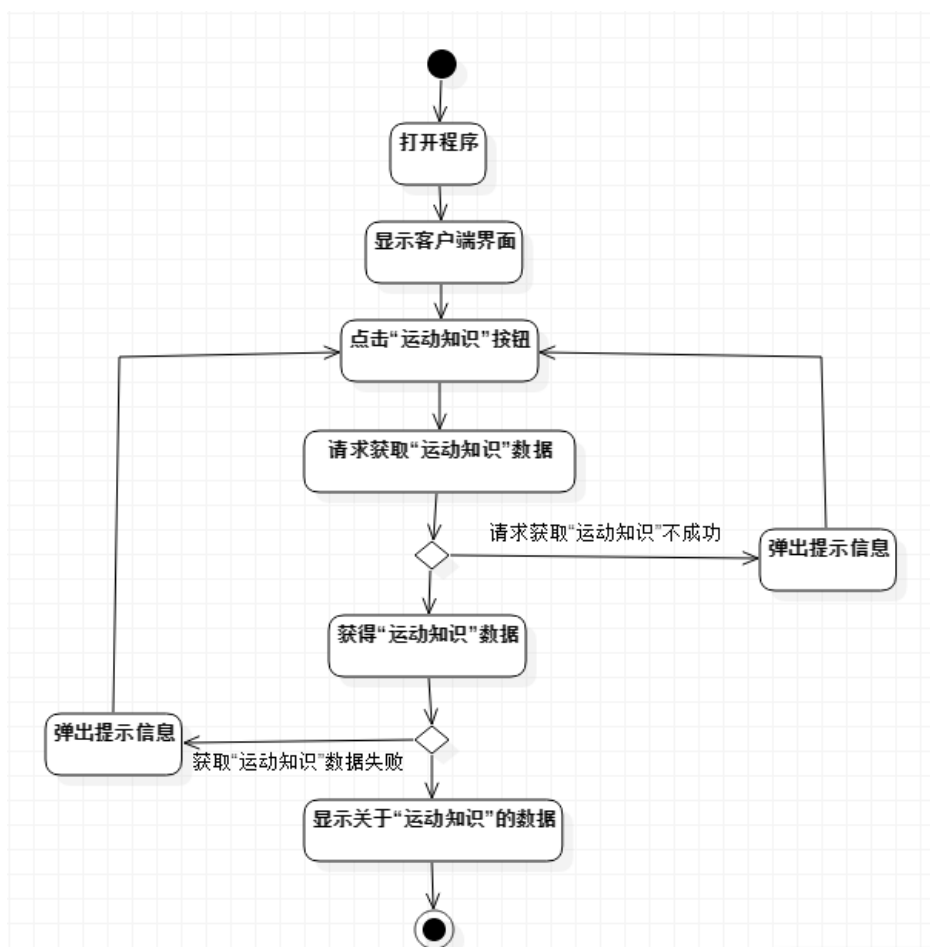 打开程序
显示客户端界面
点击“运动知识”按钮
请求获取“运动知识”数据
请求获取“运动知识”不成功
弹出提示信息
获得“运动知识”数据
弹出提示信息
获取“运动知识”数据失败
显示关于“运动知识”的数据